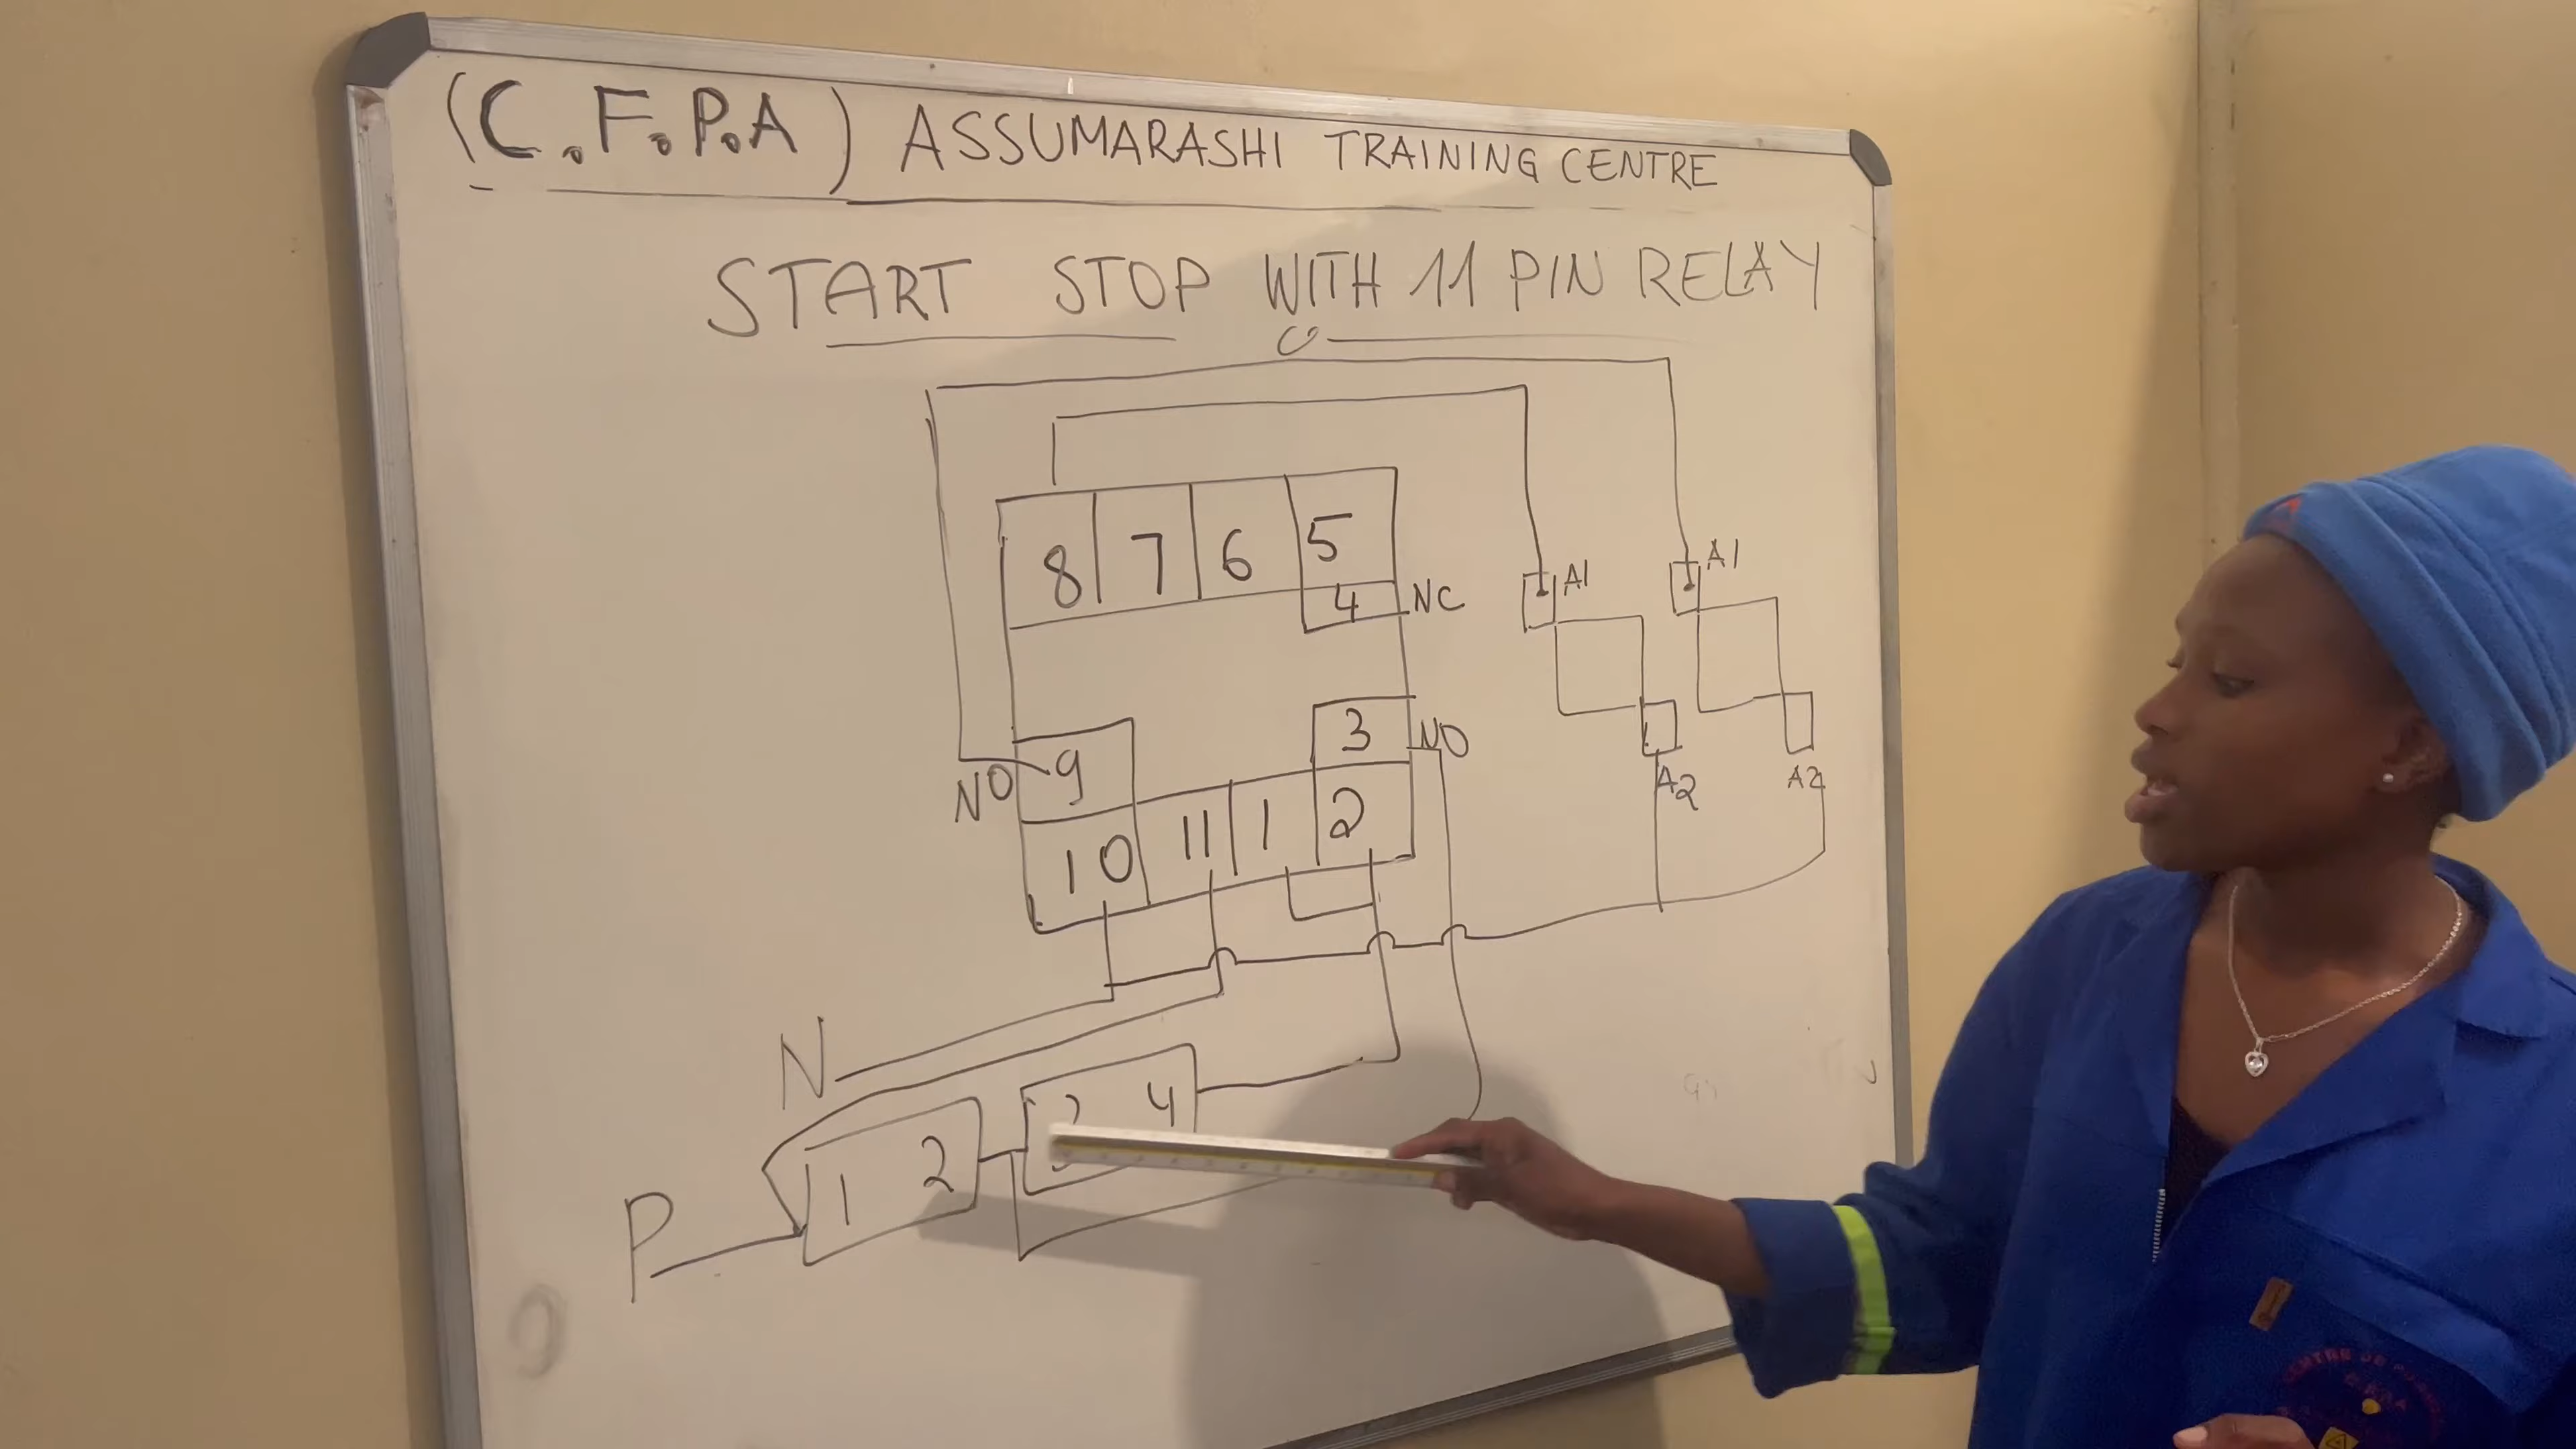 (C.F.P.A) ASSUMARASHI TRAINING CENTRE
START STOP WITH 11 PIN RELAY
8 7 6 5
4 NC
A1 A1
3 NO
NO 9
10 11 1 2
A2 A2
N
4
1 2
P